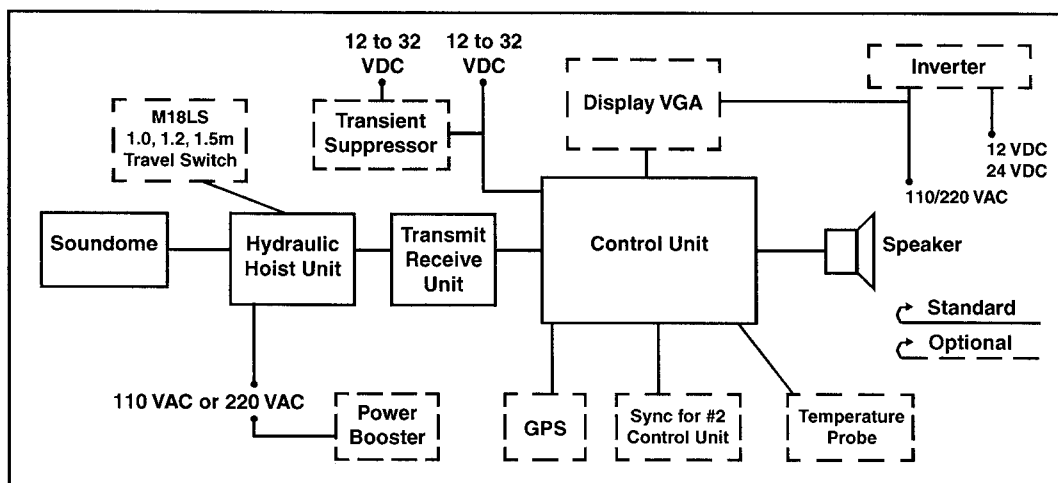 12 to 32
VDC
12 to 32
VDC
Inverter
Display VGA
M18LS
1.0, 1.2, 1.5m
Travel Switch
Transient
Suppressor
12 VDC
24 VDC
110/220 VAC
Soundome
Hydraulic
Hoist Unit
Transmit
Receive
Unit
Control Unit
Speaker
Standard
Optional
110 VAC or 220 VAC
Power
Booster
GPS
Sync for #2
Control Unit
Temperature
Probe